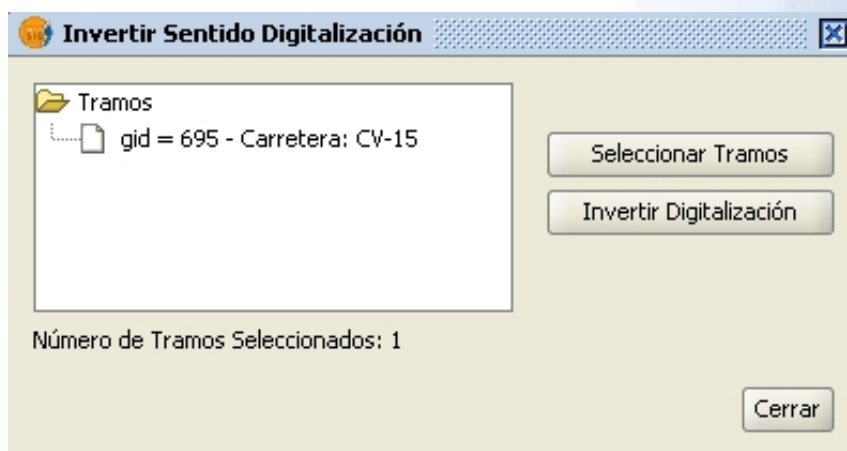 Invertir Sentido Digitalización
Tramos
gid = 695 - Carretera: CV-15
Seleccionar Tramos
Invertir Digitalización
Número de Tramos Seleccionados: 1
Cerrar